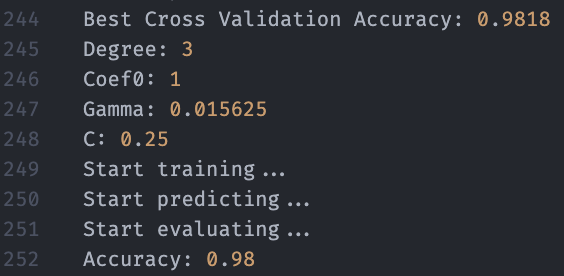 244 Best Cross Validation Accuracy: 0.9818
245 Degree: 3
246 Coef0: 1
247 Gamma: 0.015625
248 C: 0.25
249 Start training...
250 Start predicting...
251 Start evaluating...
252 Accuracy: 0.98